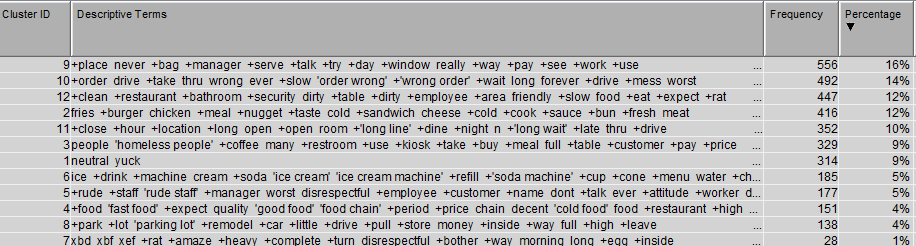 Cluster ID Descriptive Terms Frequency Percentage
▼
9 +place never +bag +manager +serve +talk +try +day +window really +way +pay +see +work +use ... 556 16%
10 +order drive +take thru wrong ever +slow 'order wrong' +'wrong order' +wait long forever +drive +mess worst ... 492 14%
12 +clean +restaurant +bathroom +security dirty +table +dirty +employee +area friendly +slow food +eat +expect +rat ... 447 12%
2 fries +burger chicken +meal +nugget +taste cold +sandwich cheese +cold +cook +sauce +bun +fresh meat ... 416 12%
11 +close +hour +location +long open +open room +'long line' +dine +night n +'long wait' +late thru +drive ... 352 10%
3 people 'homeless people' +coffee many +restroom +use +kiosk +take +buy +meal full +table +customer +pay +price ... 329 9%
1 neutral yuck 314 9%
6 ice +drink +machine cream +soda 'ice cream' 'ice cream machine' +refill +'soda machine' +cup +cone +menu water +ch... 185 5%
5 +rude +staff 'rude staff' +manager worst disrespectful +employee +customer +name dont +talk ever +attitude +worker d... 177 5%
4 +food 'fast food' +expect quality 'good food' 'food chain' +period +price chain decent 'cold food' food +restaurant +high ... 151 4%
8 +park +lot 'parking lot' +remodel +car +little +drive +pull +store money +inside +way full +high +leave ... 138 4%
7 xbd xbf xef +rat +amaze +heavy +complete +turn disrespectful +bother +way morning long +egg +inside ... 28 1%